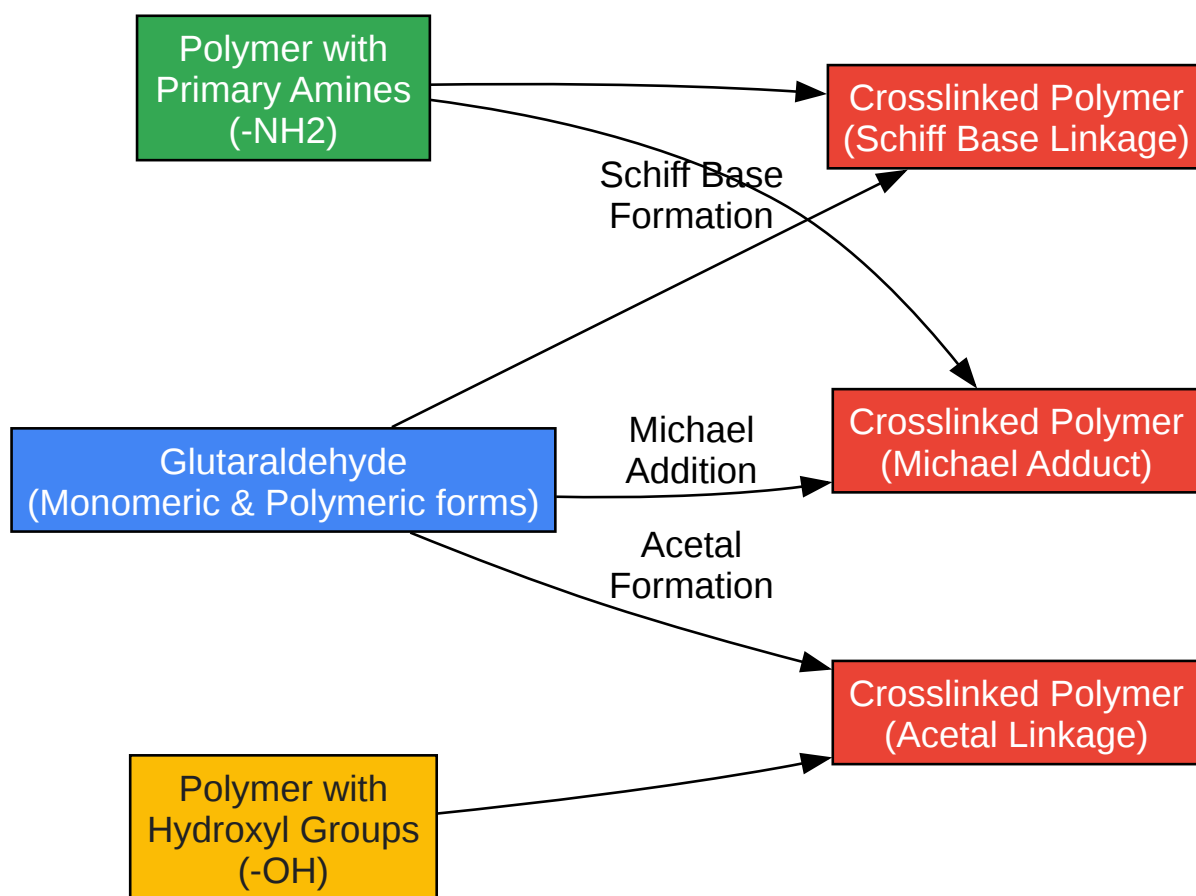 Polymer with
Primary Amines
(-NH2)
Crosslinked Polymer
(Schiff Base Linkage)
Schiff Base
Formation
Glutaraldehyde
(Monomeric & Polymeric forms)
Michael
Addition
Crosslinked Polymer
(Michael Adduct)
Acetal
Formation
Crosslinked Polymer
(Acetal Linkage)
Polymer with
Hydroxyl Groups
(-OH)